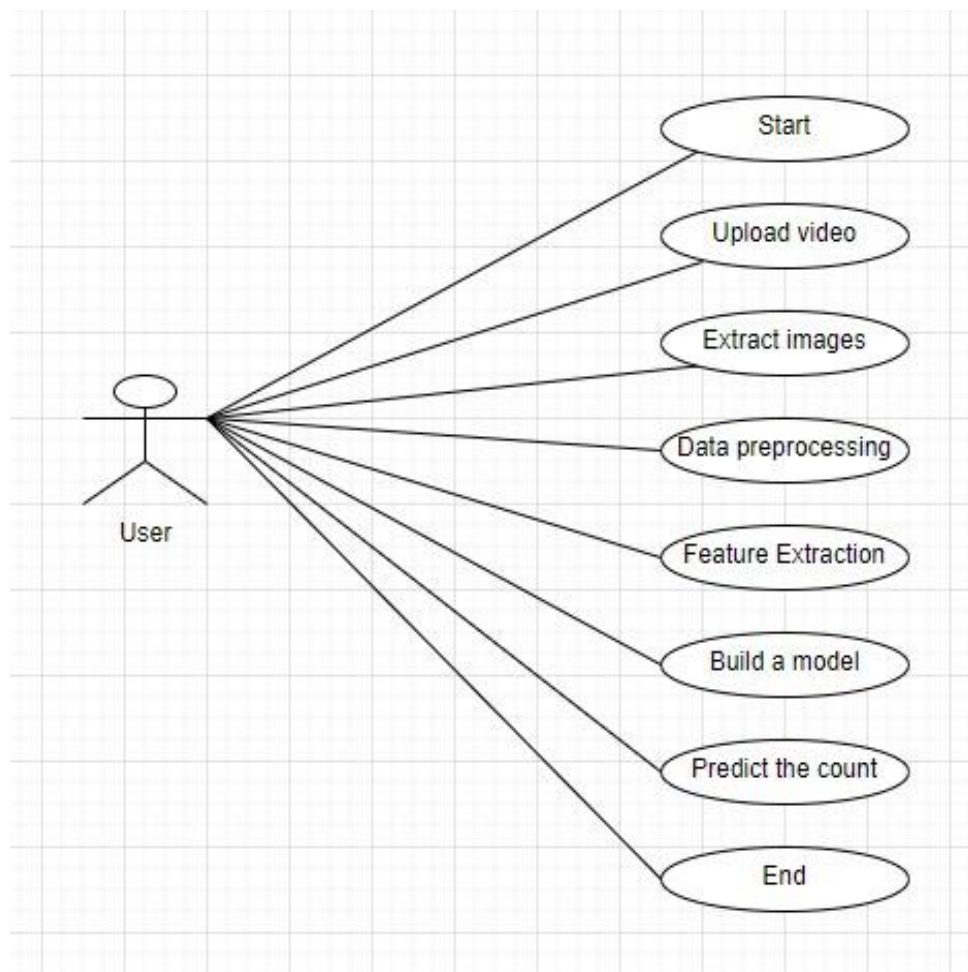 Start
Upload video
Extract images
Data preprocessing
Feature Extraction
Build a model
Predict the count
End
User